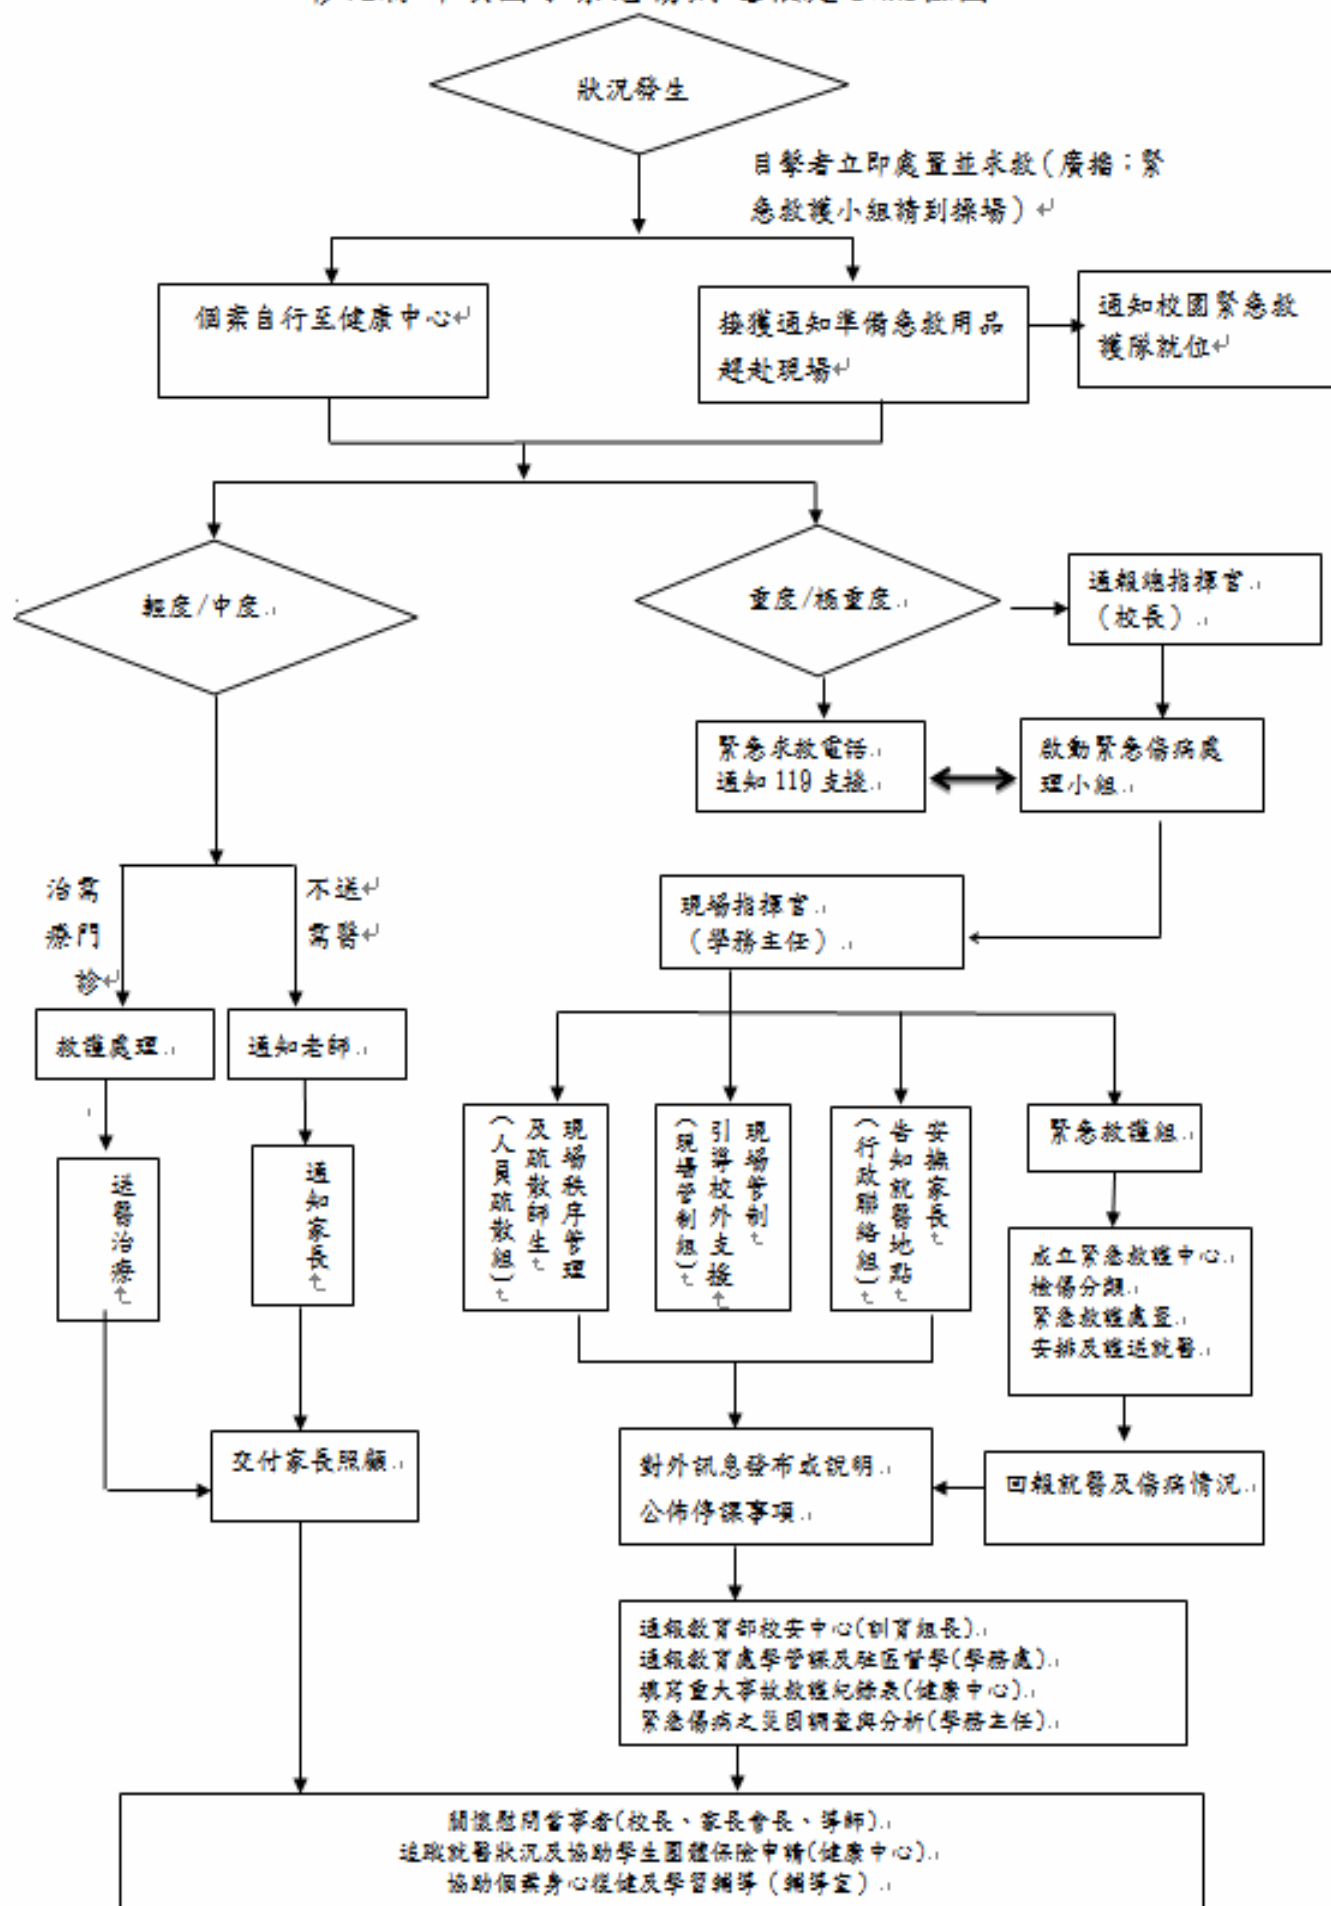 狀況發生
目擊者立即處置並求救(廣播:緊
急救護小組請到操場)
個案自行至健康中心
接獲通知準備急救用品
趕赴現場
通知校園緊急救
護隊就位
輕度/中度
重度/極重度
通報總指揮官
(校長)
緊急求救電話
通知 119 支援
啟動緊急傷病處
理小組
治需
療門
診
不送
需醫
現場指揮官
(學務主任)
救護處理
通知老師
送醫治療
通知家長
現場秩序管理
及疏散師生
(人員疏散組)
現場管制
引導校外支援
(現場管制組)
安撫家長
告知就醫地點
(行政聯絡組)
緊急救護組
成立緊急救護中心
檢傷分類
緊急救護處置
安排及護送就醫
交付家長照顧
對外訊息發布或說明
公佈停課事項
回報就醫及傷病情況
通報教育部校安中心(訓育組長)
通報教育處學管課及駐區督學(學務處)
填寫重大事故救護紀錄表(健康中心)
緊急傷病之災因調查與分析(學務主任)
關懷慰問當事者(校長、家長會長、導師)
追蹤就醫狀況及協助學生團體保險申請(健康中心)
協助個案身心復健及學習輔導(輔導室)